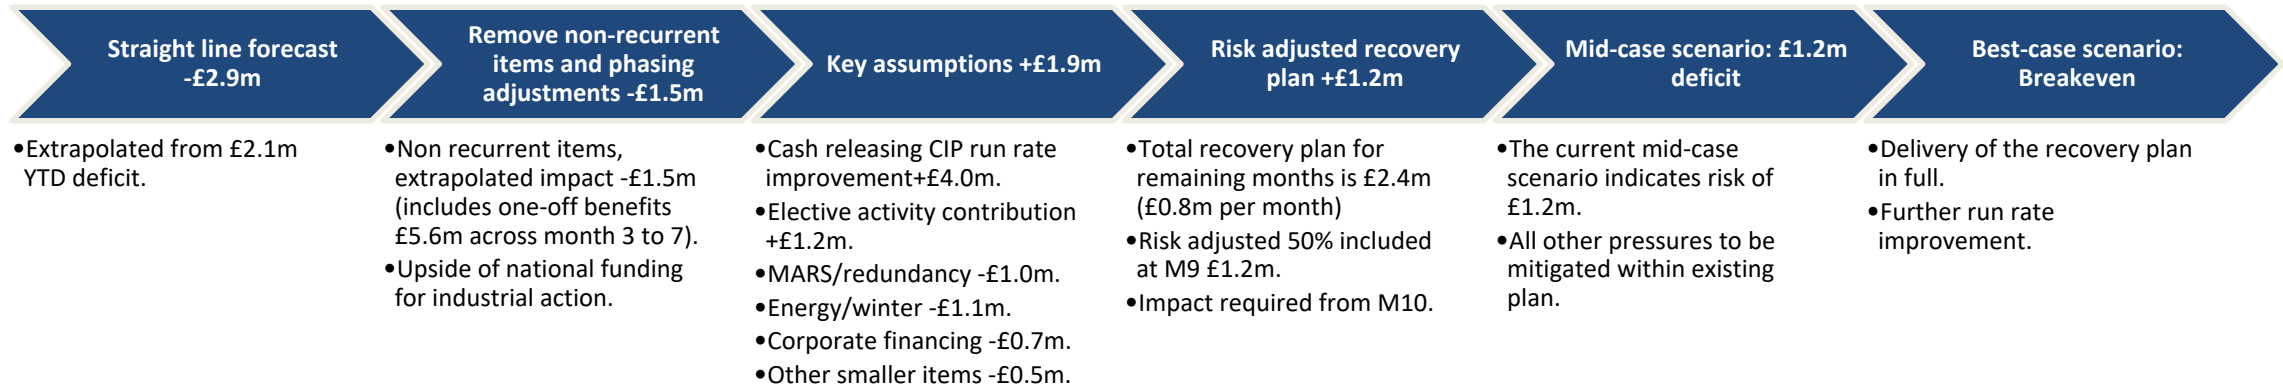 Straight line forecast
-£2.9m
Remove non-recurrent
items and phasing
adjustments -£1.5m
Key assumptions +£1.9m
Risk adjusted recovery
plan +£1.2m
Mid-case scenario: £1.2m
deficit
Best-case scenario:
Breakeven
•Extrapolated from £2.1m
YTD deficit.
•Non recurrent items,
extrapolated impact -£1.5m
(includes one-off benefits
£5.6m across month 3 to 7).
•Upside of national funding
for industrial action.
•Cash releasing CIP run rate
improvement+£4.0m.
•Elective activity contribution
+£1.2m.
•MARS/redundancy -£1.0m.
•Energy/winter -£1.1m.
•Corporate financing -£0.7m.
•Other smaller items -£0.5m.
•Total recovery plan for
remaining months is £2.4m
(£0.8m per month)
•Risk adjusted 50% included
at M9 £1.2m.
•Impact required from M10.
•The current mid-case
scenario indicates risk of
£1.2m.
•All other pressures to be
mitigated within existing
plan.
•Delivery of the recovery plan
in full.
•Further run rate
improvement.